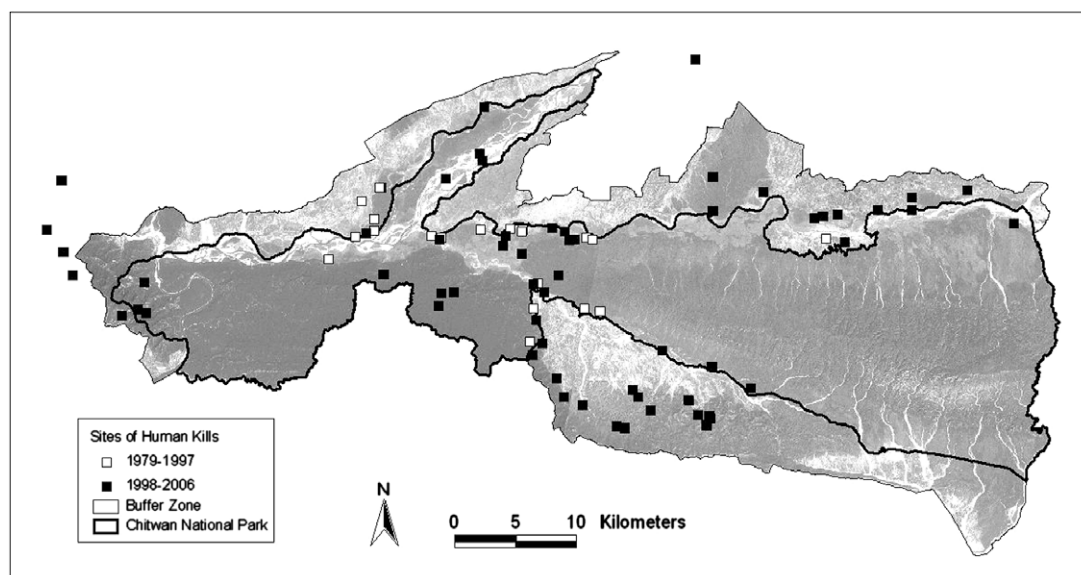 Sites of Human Kills
1979-1997
1998-2006
Buffer Zone
Chitwan National Park
N
0 5 10 Kilometers